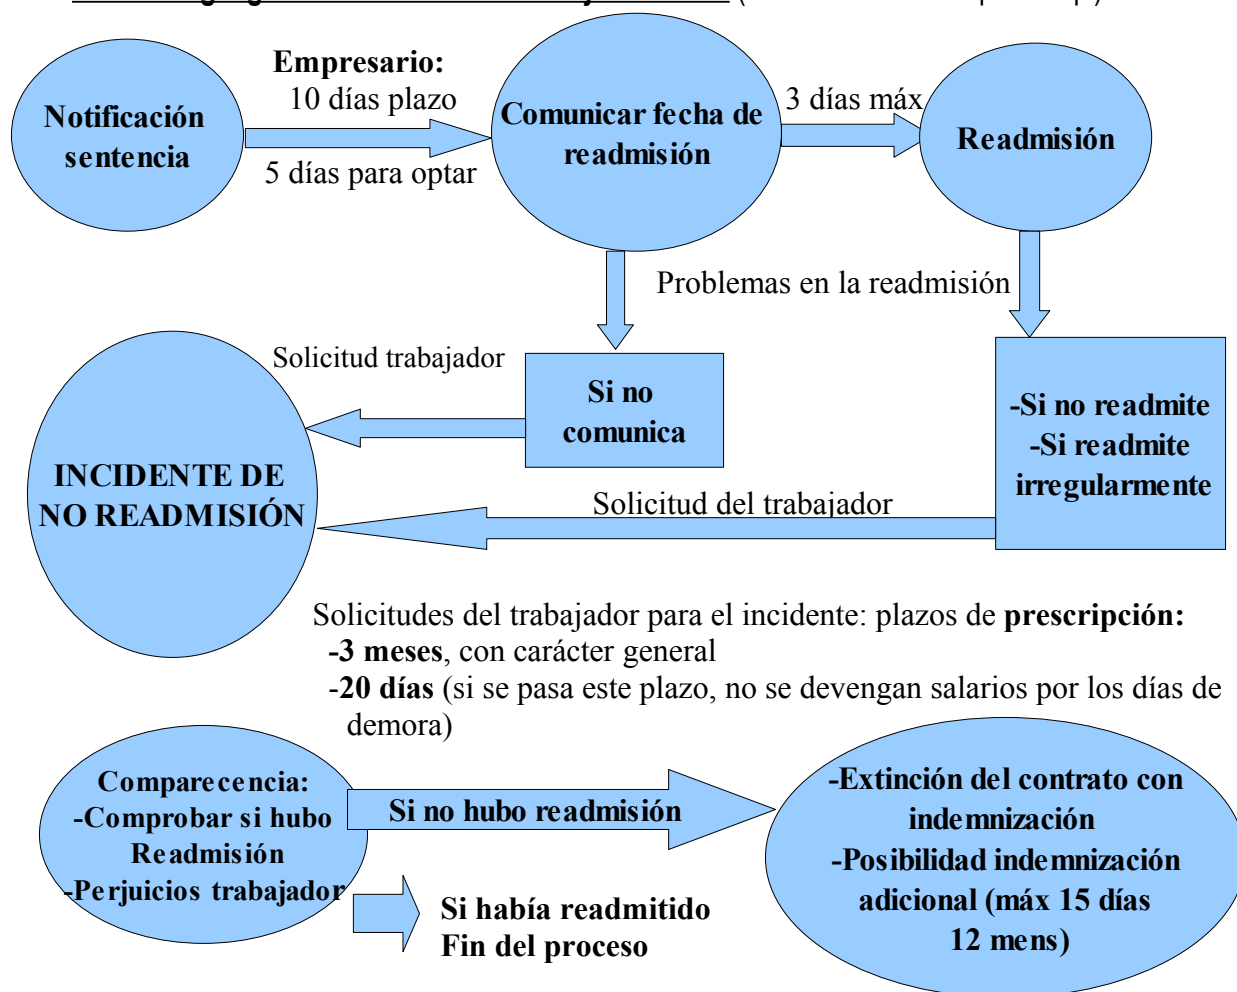 Empresario:
10 días plazo
Notificación
sentencia
5 días para optar
Comunicar fecha de
readmisión
3 días máx
Readmisión
Problemas en la readmisión
Solicitud trabajador
Si no
comunica
-Si no readmite
-Si readmite
irregularmente
INCIDENTE DE
NO READMISIÓN
Solicitud del trabajador
Solicitudes del trabajador para el incidente: plazos de prescripción:
-3 meses, con carácter general
-20 días (si se pasa este plazo, no se devengan salarios por los días de
demora)
Comparecencia:
-Comprobar si hubo
Readmisión
-Perjuicios trabajador
Si no hubo readmisión
-Extinción del contrato con
indemnización
-Posibilidad indemnización
adicional (máx 15 días
12 mens)
Si había readmitido
Fin del proceso